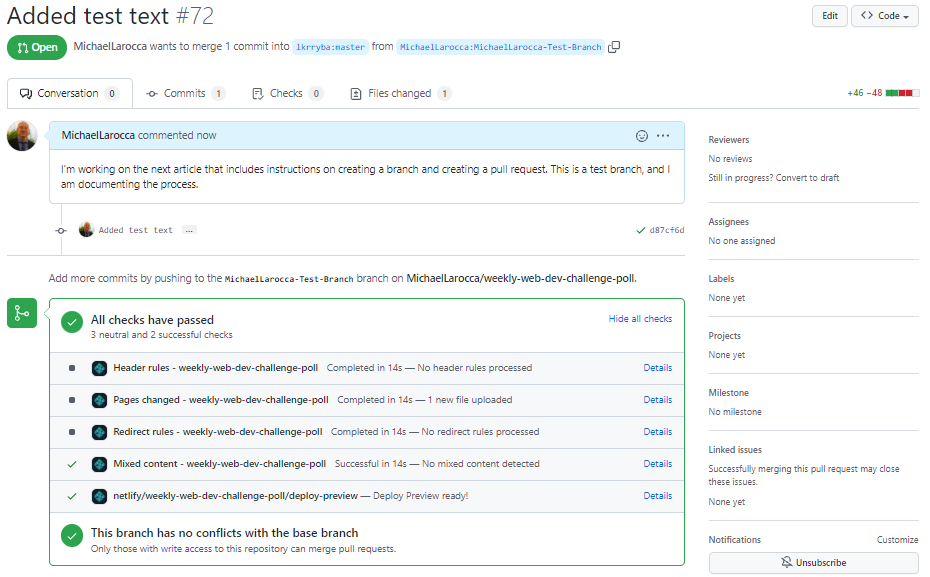 Added test text #72
Edit
Code
Open
MichaelLarocca wants to merge 1 commit into 1krryba:master from MichaelLarocca:MichaelLarocca-Test-Branch
Conversation 0
Commits 1
Checks 0
Files changed 1
+46 −48
MichaelLarocca commented now
I'm working on the next article that includes instructions on creating a branch and creating a pull request. This is a test branch, and I
am documenting the process.
Added test text ...
d87cf6d
Add more commits by pushing to the MichaelLarocca-Test-Branch branch on MichaelLarocca/weekly-web-dev-challenge-poll.
All checks have passed
3 neutral and 2 successful checks
Hide all checks
Header rules - weekly-web-dev-challenge-poll Completed in 14s — No header rules processed Details
Pages changed - weekly-web-dev-challenge-poll Completed in 14s — 1 new file uploaded Details
Redirect rules - weekly-web-dev-challenge-poll Completed in 14s — No redirect rules processed Details
Mixed content - weekly-web-dev-challenge-poll Successful in 14s — No mixed content detected Details
netlify/weekly-web-dev-challenge-poll/deploy-preview — Deploy Preview ready! Details
This branch has no conflicts with the base branch
Only those with write access to this repository can merge pull requests.
Reviewers
No reviews
Still in progress? Convert to draft
Assignees
No one assigned
Labels
None yet
Projects
None yet
Milestone
No milestone
Linked issues
Successfully merging this pull request may close
these issues.
None yet
Notifications
Customize
Unsubscribe